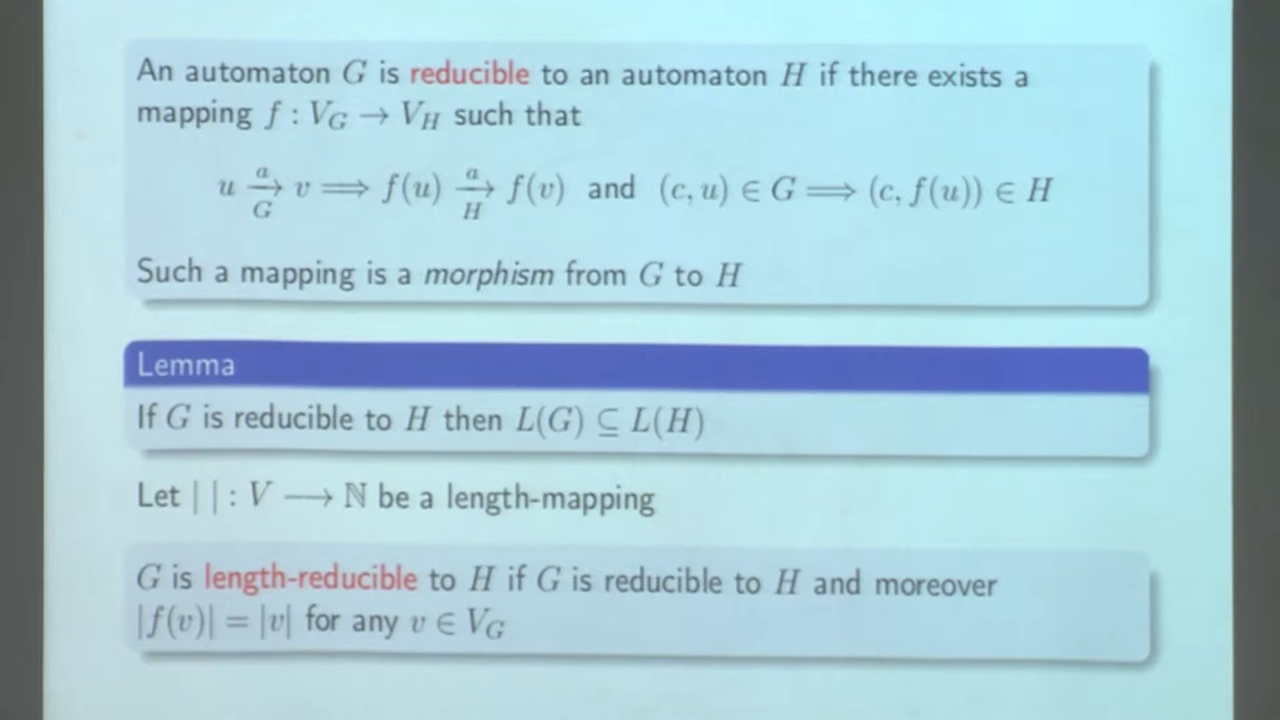 An automaton G is reducible to an automaton H if there exists a
mapping f : V_G → V_H such that
u →^a_G v ⟹ f(u) →^a_H f(v) and (c, u) ∈ G ⟹ (c, f(u)) ∈ H
Such a mapping is a morphism from G to H
Lemma
If G is reducible to H then L(G) ⊆ L(H)
Let | | : V ⟶ ℕ be a length-mapping
G is length-reducible to H if G is reducible to H and moreover
|f(v)| = |v| for any v ∈ V_G